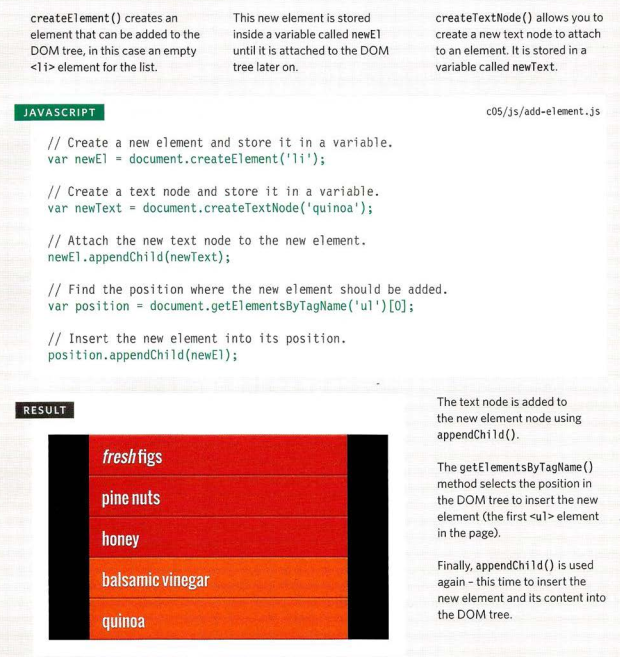 createElement() creates an
element that can be added to the
DOM tree, in this case an empty
<li> element for the list.
This new element is stored
inside a variable called newEl
until it is attached to the DOM
tree later on.
createTextNode() allows you to
create a new text node to attach
to an element. It is stored in a
variable called newText.
JAVASCRIPT
c05/js/add-element.js
// Create a new element and store it in a variable.
var newEl = document.createElement('li');
// Create a text node and store it in a variable.
var newText = document.createTextNode('quinoa');
// Attach the new text node to the new element.
newEl.appendChild(newText);
// Find the position where the new element should be added.
var position = document.getElementsByTagName('ul')[0];
// Insert the new element into its position.
position.appendChild(newEl);
RESULT
fresh figs
pine nuts
honey
balsamic vinegar
quinoa
The text node is added to
the new element node using
appendChild().
The getElementsByTagName()
method selects the position in
the DOM tree to insert the new
element (the first <ul> element
in the page).
Finally, appendChild() is used
again – this time to insert the
new element and its content into
the DOM tree.